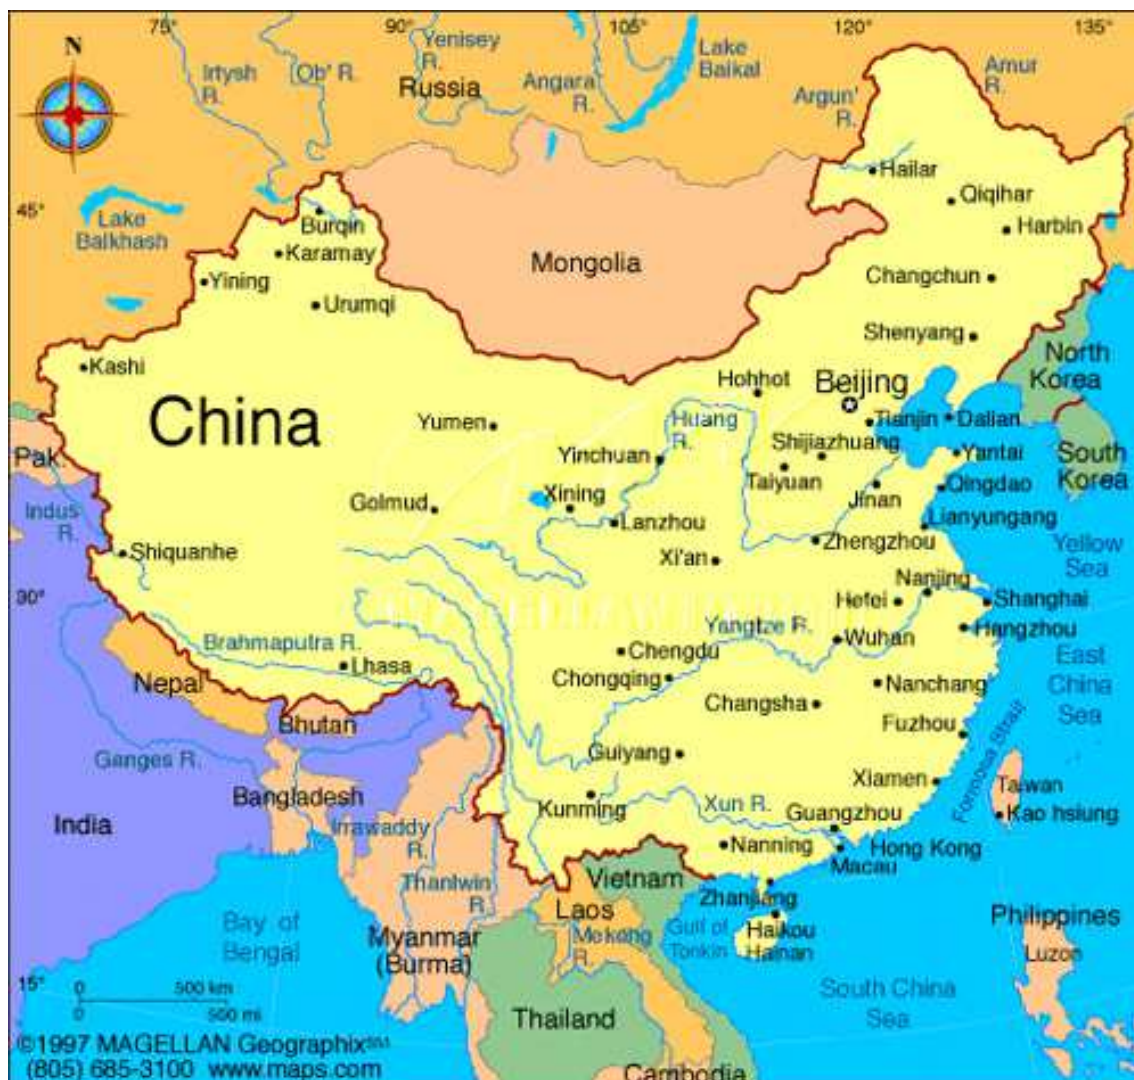 75°
90°
105°
120°
135°
N
Irtysh
R.
Ob' R.
Yenisey
R.
Russia
Angara
R.
Lake
Baikal
Argun'
R.
Amur
R.
Hailar
Qiqihar
Harbin
45°
Lake
Balkhash
Burqin
Karamay
Yining
Urumqi
Mongolia
Changchun
Shenyang
Kashi
China
Yumen
Hohhot
Beijing
Huang
R.
Tianjin
Dalian
North
Korea
Shijiazhuang
Yinchuan
Taiyuan
Yantai
South
Korea
Pak.
Indus
R.
Golmud
Xining
Lanzhou
Jinan
Qingdao
Lianyungang
Shiquanhe
Xi'an
Zhengzhou
Yellow
Sea
30°
Nanjing
Hefei
Shanghai
Brahmaputra R.
Lhasa
Yangtze R.
Wuhan
Hangzhou
Chengdu
Chongqing
East
China
Sea
Nepal
Bhutan
Changsha
Nanchang
Fuzhou
Ganges R.
Guiyang
Formosa Strait
Bangladesh
India
Kunming
Xun R.
Xiamen
Taiwan
Kao hsiung
Guangzhou
Irrawaddy
R.
Nanning
Hong Kong
Macau
Thanlwin
R.
Vietnam
Zhanjiang
Laos
Bay of
Bengal
Myanmar
(Burma)
Mekong
R.
Gulf of
Tonkin
Haikou
Hainan
Philippines
Luzon
15°
0 500 km
0 500 mi
South China
Sea
Thailand
Cambodia
©1997 MAGELLAN Geographix℠
(805) 685-3100 www.maps.com